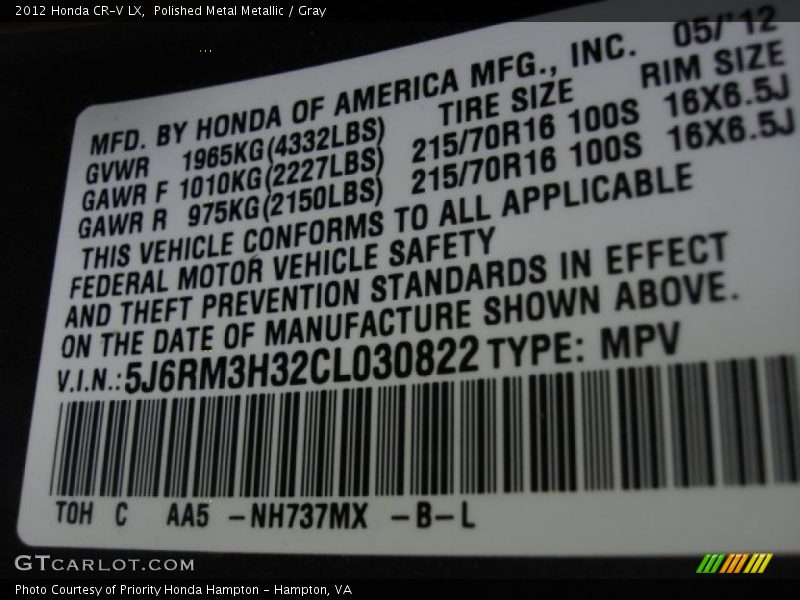 2012 Honda CR-V LX,  Polished Metal Metallic / Gray
MFD. BY HONDA OF AMERICA MFG., INC. 05/'12
GVWR 1965KG(4332LBS) TIRE SIZE RIM SIZE
GAWR F 1010KG(2227LBS) 215/70R16 100S 16X6.5J
GAWR R 975KG(2150LBS) 215/70R16 100S 16X6.5J
THIS VEHICLE CONFORMS TO ALL APPLICABLE
FEDERAL MOTOR VEHICLE SAFETY
AND THEFT PREVENTION STANDARDS IN EFFECT
ON THE DATE OF MANUFACTURE SHOWN ABOVE.
V.I.N.:5J6RM3H32CL030822 TYPE: MPV
TOH C AA5 -NH737MX -B-L
GTCARLOT.COM
Photo Courtesy of Priority Honda Hampton - Hampton, VA